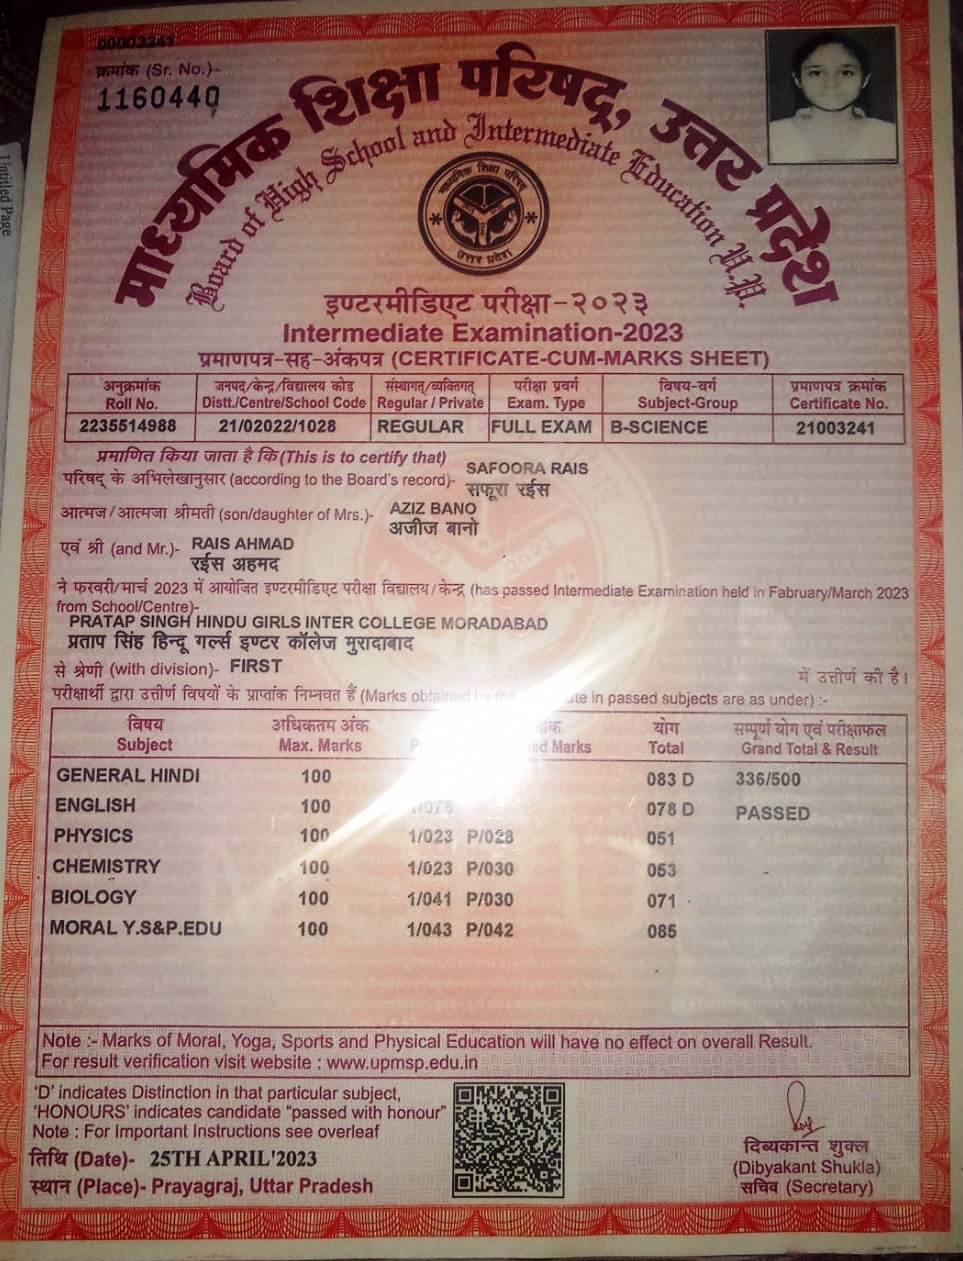 00003241
क्रमांक (Sr. No.)-
1160440
माध्यमिक शिक्षा परिषद्, उत्तर प्रदेश
Board of High School and Intermediate Education U.P.
माध्यमिक शिक्षा परिषद्
उत्तर प्रदेश
इण्टरमीडिएट परीक्षा-२०२३
Intermediate Examination-2023
प्रमाणपत्र-सह-अंकपत्र (CERTIFICATE-CUM-MARKS SHEET)
अनुक्रमांक जनपद/केन्द्र/विद्यालय कोड संस्थागत/व्यक्तिगत परीक्षा प्रवर्ग विषय-वर्ग प्रमाणपत्र क्रमांक
Roll No. Distt./Centre/School Code Regular / Private Exam. Type Subject-Group Certificate No.
2235514988 21/02022/1028 REGULAR FULL EXAM B-SCIENCE 21003241
प्रमाणित किया जाता है कि (This is to certify that)
परिषद् के अभिलेखानुसार (according to the Board's record)- SAFOORA RAIS
सफूरा रईस
आत्मज/आत्मजा श्रीमती (son/daughter of Mrs.)- AZIZ BANO
अजीज बानो
एवं श्री (and Mr.)- RAIS AHMAD
रईस अहमद
ने फरवरी/मार्च 2023 में आयोजित इण्टरमीडिएट परीक्षा विद्यालय/केन्द्र (has passed Intermediate Examination held in Fabruary/March 2023
from School/Centre)-
PRATAP SINGH HINDU GIRLS INTER COLLEGE MORADABAD
प्रताप सिंह हिन्दू गर्ल्स इण्टर कॉलेज मुरादाबाद
से श्रेणी (with division)- FIRST में उत्तीर्ण की है।
परीक्षार्थी द्वारा उत्तीर्ण विषयों के प्राप्तांक निम्नवत हैं (Marks obtained by the in passed subjects are as under) :-
विषय अधिकतम अंक योग सम्पूर्ण योग एवं परीक्षाफल
Subject Max. Marks Marks Total Grand Total & Result
GENERAL HINDI 100 083 D 336/500
ENGLISH 100 078 D PASSED
PHYSICS 100 1/023 P/028 051
CHEMISTRY 100 1/023 P/030 053
BIOLOGY 100 1/041 P/030 071
MORAL Y.S&P.EDU 100 1/043 P/042 085
Note :- Marks of Moral, Yoga, Sports and Physical Education will have no effect on overall Result.
For result verification visit website : www.upmsp.edu.in
'D' indicates Distinction in that particular subject,
'HONOURS' indicates candidate "passed with honour"
Note : For Important Instructions see overleaf
तिथि (Date)- 25TH APRIL'2023
स्थान (Place)- Prayagraj, Uttar Pradesh
दिब्यकान्त शुक्ल
(Dibyakant Shukla)
सचिव (Secretary)
Untitled Page